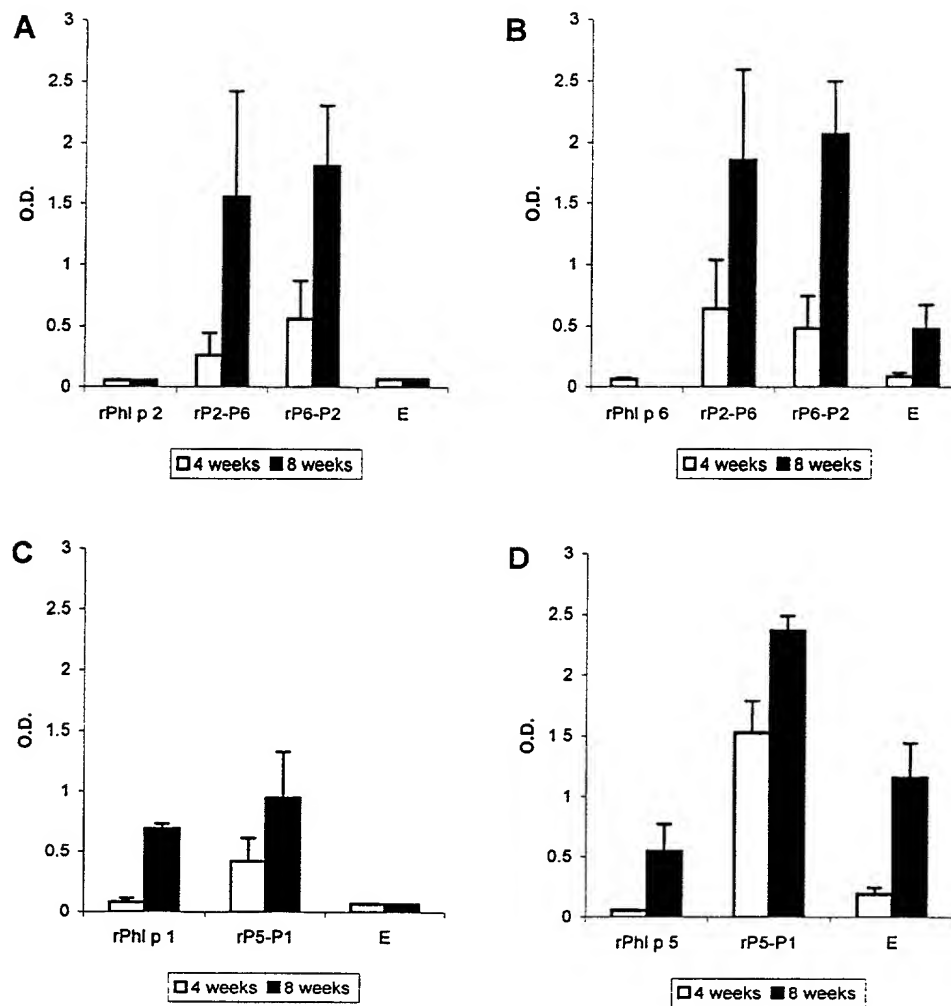 A
3
2.5
2
1.5
1
0.5
0
O.D.
rPhl p 2 rP2-P6 rP6-P2 E
4 weeks 8 weeks
B
3
2.5
2
1.5
1
0.5
0
O.D.
rPhl p 6 rP2-P6 rP6-P2 E
4 weeks 8 weeks
C
3
2.5
2
1.5
1
0.5
0
O.D.
rPhl p 1 rP5-P1 E
4 weeks 8 weeks
D
3
2.5
2
1.5
1
0.5
0
O.D.
rPhl p 5 rP5-P1 E
4 weeks 8 weeks